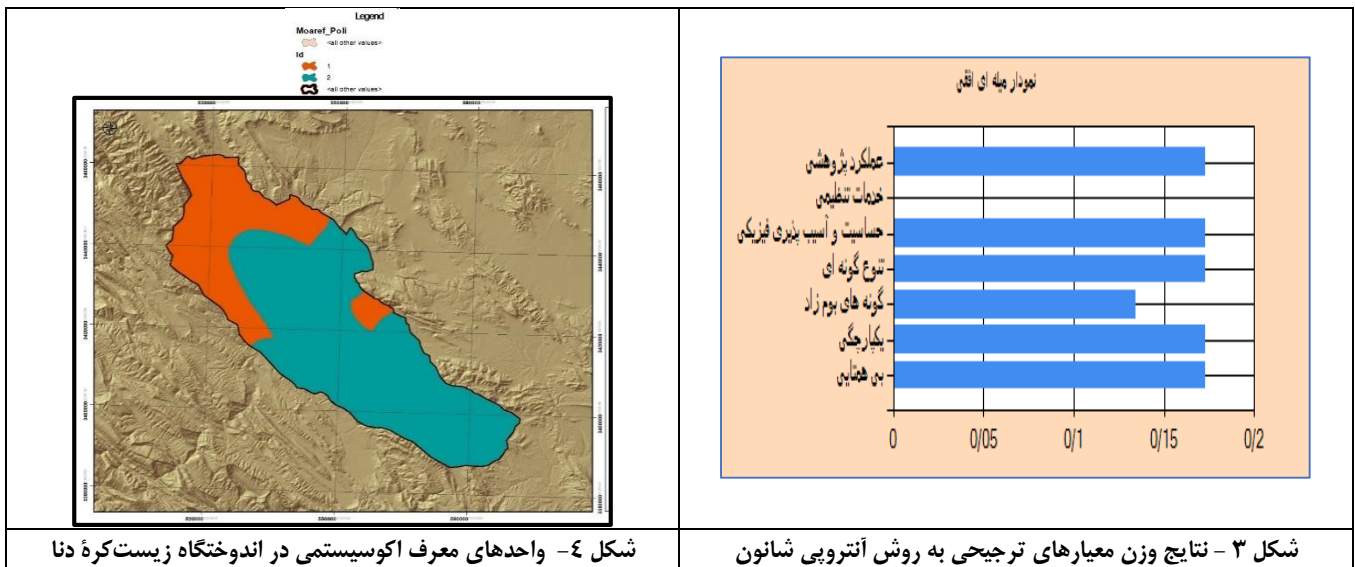 Legend
Moaref_Poli
<all other values>
Id
1
2
<all other values>
نمودار میله ای افقی
عملکرد پژوهشی
خدمات تنظیمی
حساسیت و آسیب پذیری فیزیکی
تنوع گونه ای
گونه های بوم زاد
یکپارچگی
بی همتایی
0 0/05 0/1 0/15 0/2
شکل ۳ – نتایج وزن معیارهای ترجیحی به روش آنتروپی شانون
شکل ٤- واحدهای معرف اکوسیستمی در اندوختگاه زیست‌کرهٔ دنا